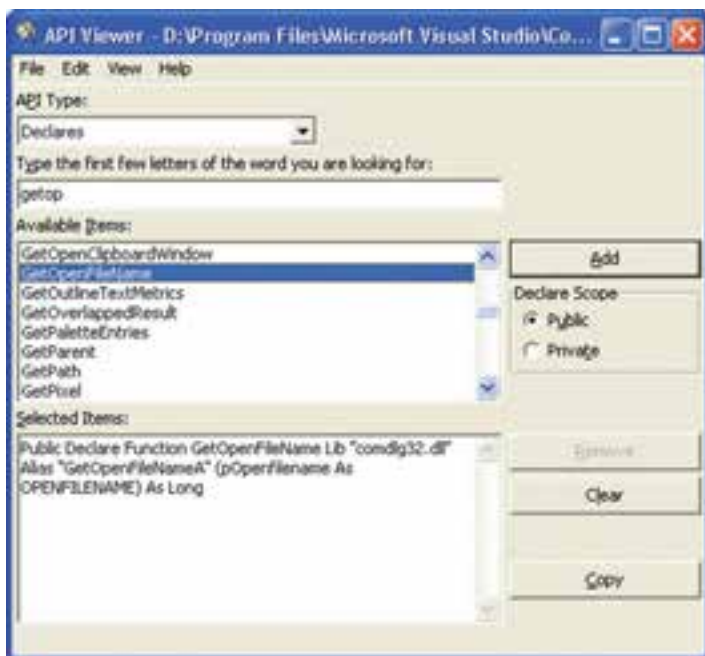 API Viewer - D:\Program Files\Microsoft Visual Studio\Co....
File Edit View Help
API Type:
Declares
Type the first few letters of the word you are looking for:
getop
Available Items:
GetOpenClipboardWindow
GetOpenFileName
GetOutlineTextMetrics
GetOverlappedResult
GetPaletteEntries
GetParent
GetPath
GetPixel
Add
Declare Scope
Public
Private
Selected Items:
Public Declare Function GetOpenFileName Lib "comdlg32.dll"
Alias "GetOpenFileNameA" (pOpenfilename As
OPENFILENAME) As Long
Remove
Clear
Copy